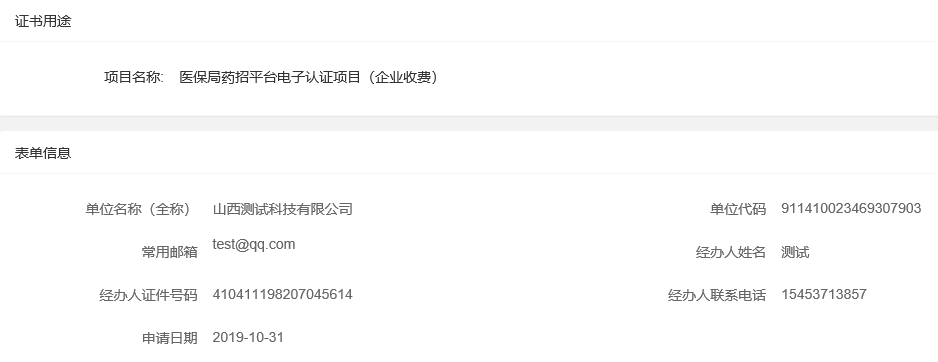 证书用途
项目名称: 医保局药招平台电子认证项目（企业收费）
表单信息
单位名称（全称） 山西测试科技有限公司 单位代码 911410023469307903
常用邮箱 test@qq.com 经办人姓名 测试
经办人证件号码 410411198207045614 经办人联系电话 15453713857
申请日期 2019-10-31